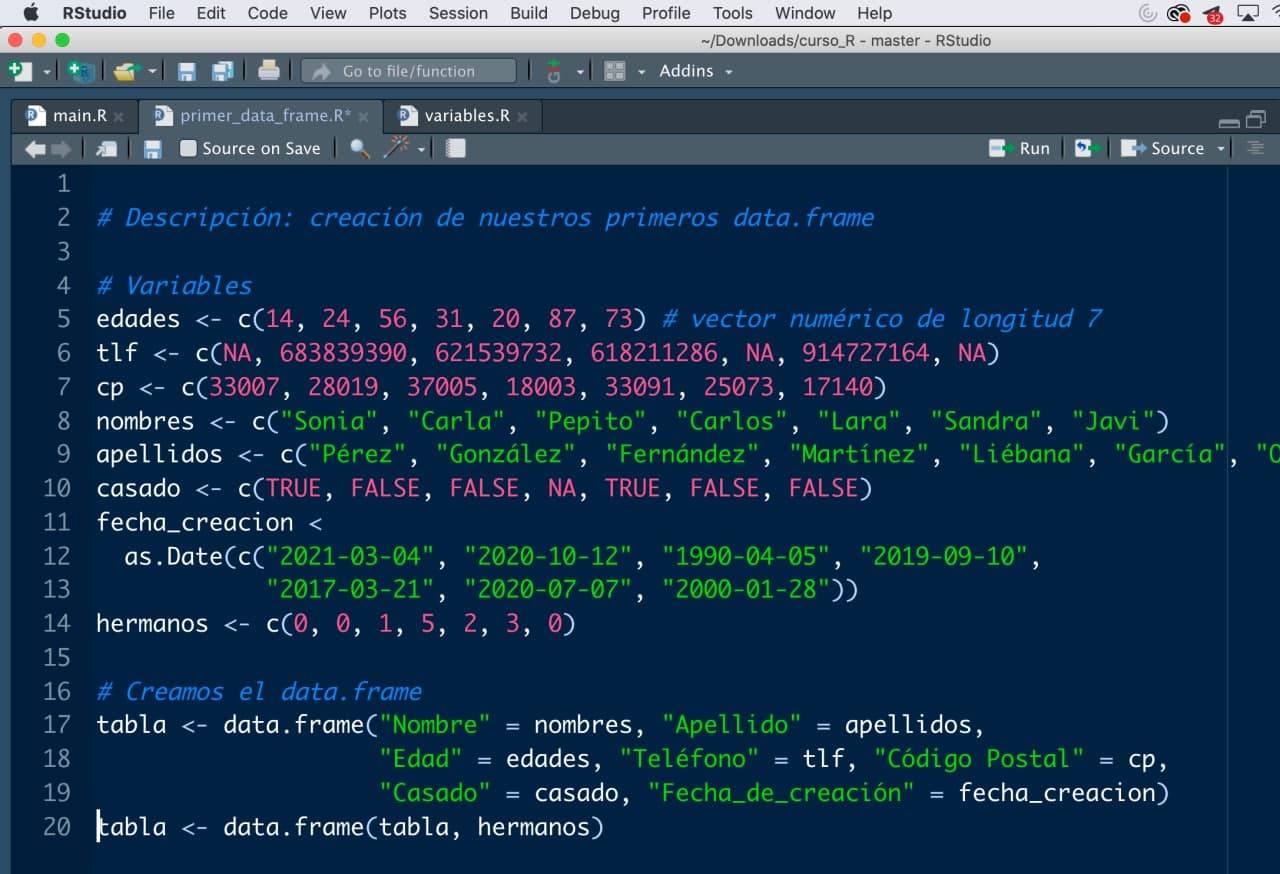 RStudio File Edit Code View Plots Session Build Debug Profile Tools Window Help 32
~/Downloads/curso_R - master - RStudio
Go to file/function Addins
main.R primer_data_frame.R* variables.R
Source on Save Run Source
1
2 # Descripción: creación de nuestros primeros data.frame
3
4 # Variables
5 edades <- c(14, 24, 56, 31, 20, 87, 73) # vector numérico de longitud 7
6 tlf <- c(NA, 683839390, 621539732, 618211286, NA, 914727164, NA)
7 cp <- c(33007, 28019, 37005, 18003, 33091, 25073, 17140)
8 nombres <- c("Sonia", "Carla", "Pepito", "Carlos", "Lara", "Sandra", "Javi")
9 apellidos <- c("Pérez", "González", "Fernández", "Martínez", "Liébana", "García",
10 casado <- c(TRUE, FALSE, FALSE, NA, TRUE, FALSE, FALSE)
11 fecha_creacion <
12 as.Date(c("2021-03-04", "2020-10-12", "1990-04-05", "2019-09-10",
13 "2017-03-21", "2020-07-07", "2000-01-28"))
14 hermanos <- c(0, 0, 1, 5, 2, 3, 0)
15
16 # Creamos el data.frame
17 tabla <- data.frame("Nombre" = nombres, "Apellido" = apellidos,
18 "Edad" = edades, "Teléfono" = tlf, "Código Postal" = cp,
19 "Casado" = casado, "Fecha_de_creación" = fecha_creacion)
20 tabla <- data.frame(tabla, hermanos)